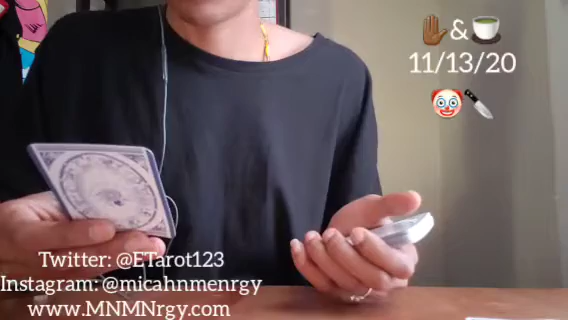 ✋🏾&🍵
11/13/20
🤡🔪
Twitter: @ETarot123
Instagram: @micahnmenrgy
www.MNMNrgy.com